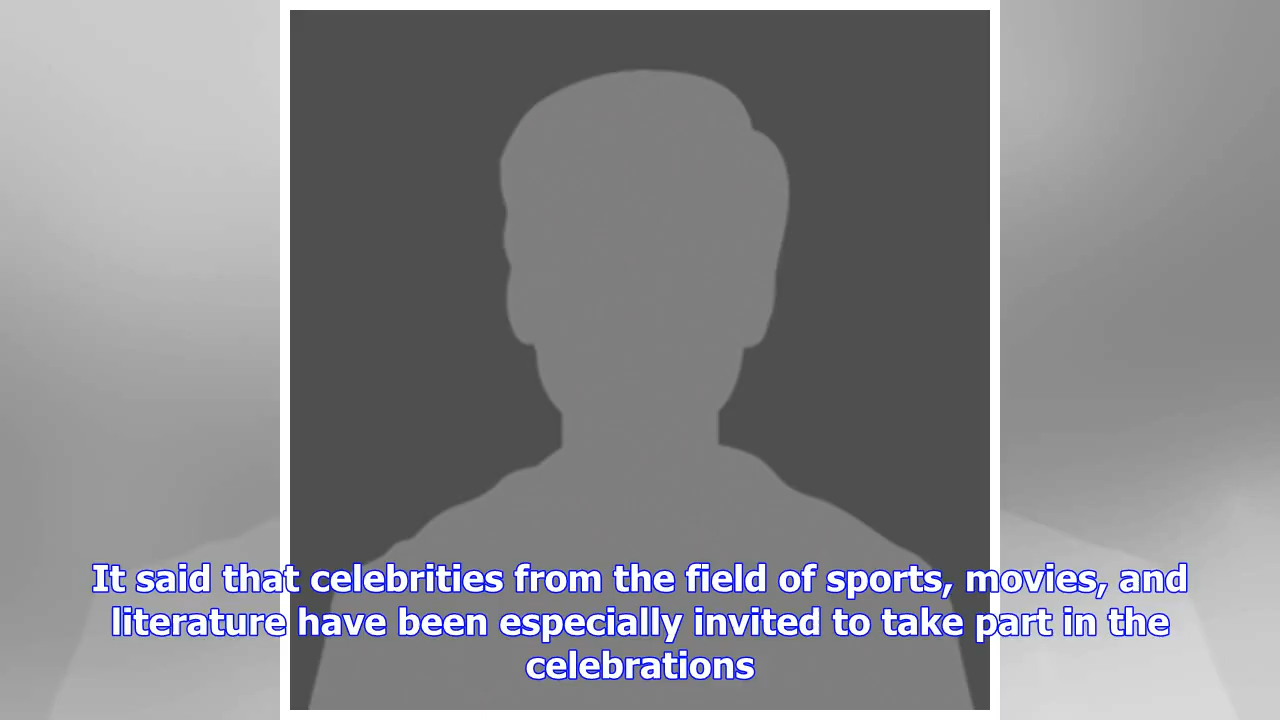 It said that celebrities from the field of sports, movies, and
literature have been especially invited to take part in the
celebrations